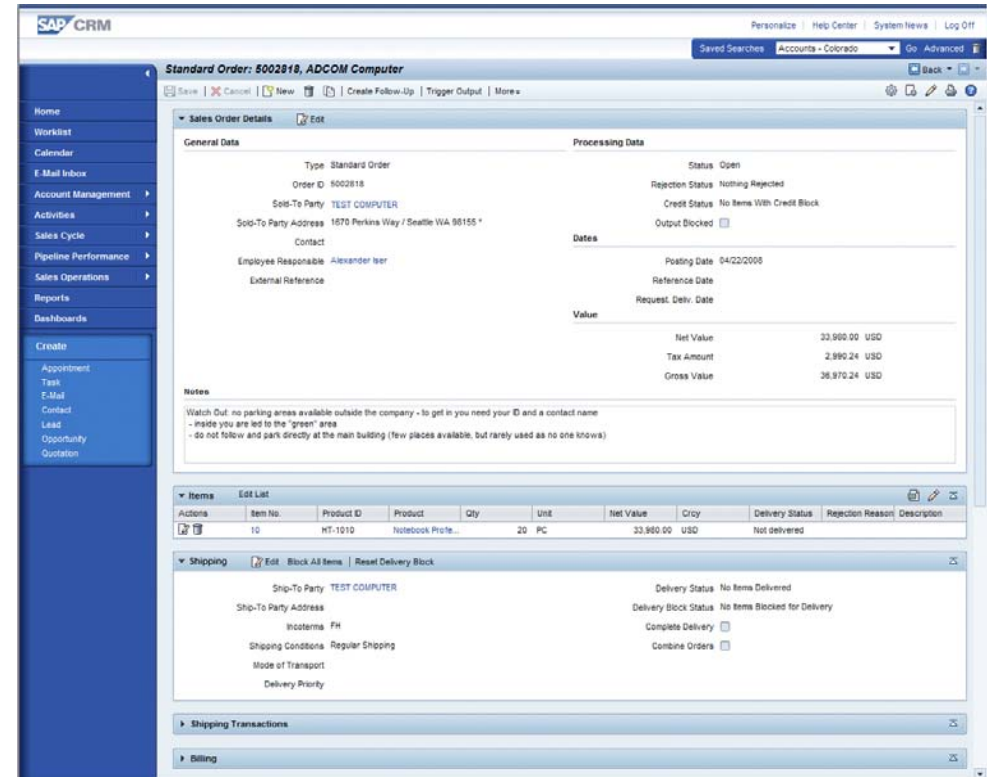 SAP CRM
Personalize | Help Center | System News | Log Off
Saved Searches Accounts - Colorado Go Advanced
Standard Order: 5002818, ADCOM Computer
Back
Save | Cancel | New | Create Follow-Up | Trigger Output | More
Home
Worklist
Calendar
E-Mail Inbox
Account Management
Activities
Sales Cycle
Pipeline Performance
Sales Operations
Reports
Dashboards
Create
Appointment
Task
E-Mail
Contact
Lead
Opportunity
Quotation
Sales Order Details Edit
General Data
Type Standard Order
Order ID 5002818
Sold-To Party TEST COMPUTER
Sold-To Party Address 1670 Perkins Way / Seattle WA 98155 *
Contact
Employee Responsible Alexander Iser
External Reference
Processing Data
Status Open
Rejection Status Nothing Rejected
Credit Status No Items With Credit Block
Output Blocked
Dates
Posting Date 04/22/2008
Reference Date
Request. Deliv. Date
Value
Net Value 33,980.00 USD
Tax Amount 2,990.24 USD
Gross Value 36,970.24 USD
Notes
Watch Out: no parking areas available outside the company - to get in you need your ID and a contact name
- inside you are led to the "green" area
- do not follow and park directly at the main building (few places available, but rarely used as no one knows)
Items Edit List
Actions Item No. Product ID Product Qty Unit Net Value Crcy Delivery Status Rejection Reason Description
10 HT-1010 Notebook Profe... 20 PC 33,980.00 USD Not delivered
Shipping Edit Block All Items | Reset Delivery Block
Ship-To Party TEST COMPUTER
Ship-To Party Address
Incoterms FH
Shipping Conditions Regular Shipping
Mode of Transport
Delivery Priority
Delivery Status No Items Delivered
Delivery Block Status No Items Blocked for Delivery
Complete Delivery
Combine Orders
Shipping Transactions
Billing